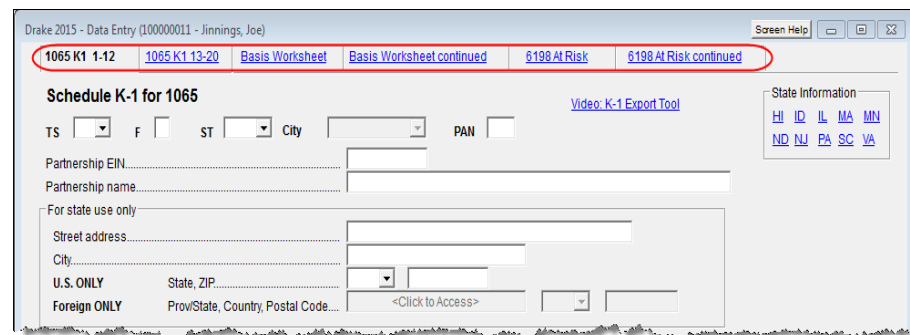 Drake 2015 - Data Entry (100000011 - Jinnings, Joe) Screen Help
1065 K1 1-12 1065 K1 13-20 Basis Worksheet Basis Worksheet continued 6198 At Risk 6198 At Risk continued
Schedule K-1 for 1065 Video: K-1 Export Tool State Information
HI ID IL MA MN
TS F ST City PAN
ND NJ PA SC VA
Partnership EIN
Partnership name
For state use only
Street address
City
U.S. ONLY State, ZIP
Foreign ONLY Prov/State, Country, Postal Code.... <Click to Access>